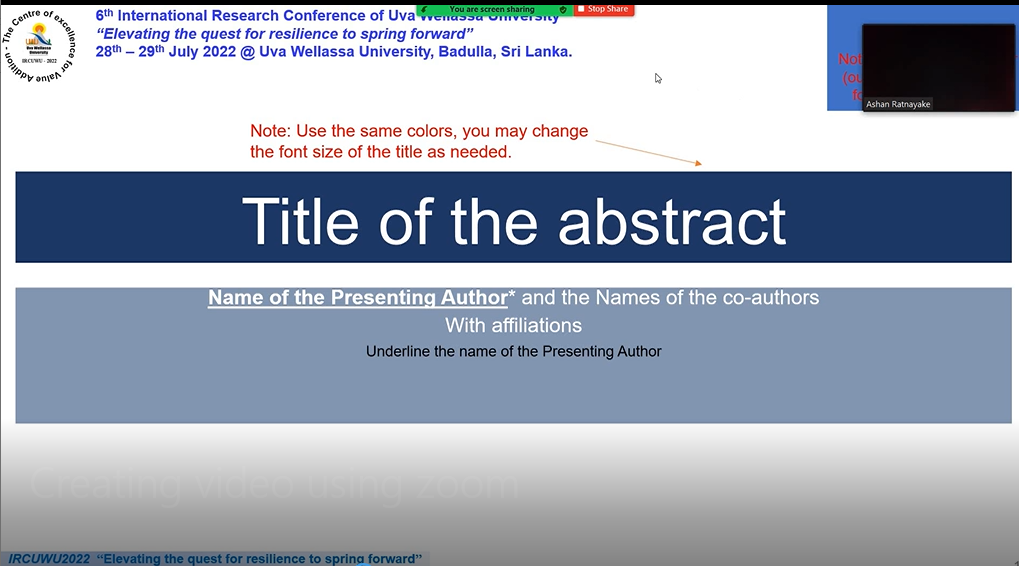 The Centre of excellence for Value Addition
Uva Wellassa
University
IRCUWU - 2022
6th International Research Conference of Uva Wellassa University
“Elevating the quest for resilience to spring forward”
28th – 29th July 2022 @ Uva Wellassa University, Badulla, Sri Lanka.
You are screen sharing
Stop Share
Ashan Ratnayake
Note: Use the same colors, you may change
the font size of the title as needed.
Title of the abstract
Name of the Presenting Author* and the Names of the co-authors
With affiliations
Underline the name of the Presenting Author
Creating video using zoom
IRCUWU2022 “Elevating the quest for resilience to spring forward”